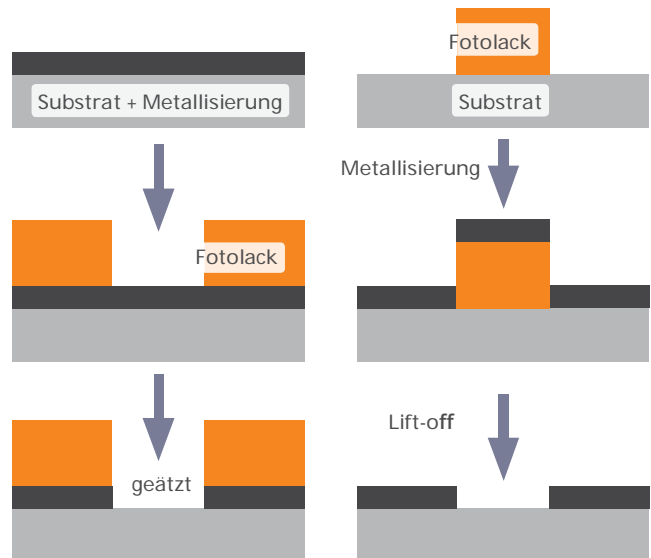 Substrat + Metallisierung
Fotolack
geätzt
Fotolack
Substrat
Metallisierung
Lift-off